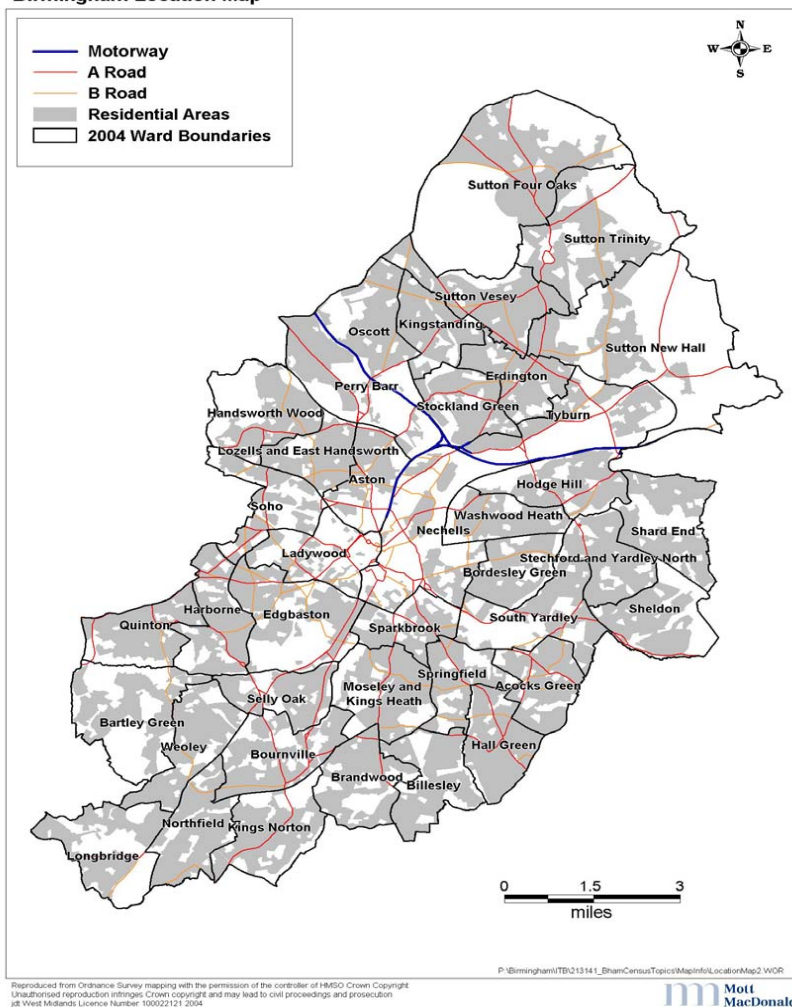 Birmingham Location Map
N
W E
S
Motorway
A Road
B Road
Residential Areas
2004 Ward Boundaries
Sutton Four Oaks
Sutton Trinity
Sutton Vesey
Oscott
Kingstanding
Sutton New Hall
Erdington
Perry Barr
Stockland Green
Tyburn
Handsworth Wood
Lozells and East Handsworth
Aston
Hodge Hill
Soho
Washwood Heath
Nechells
Shard End
Ladywood
Stechford and Yardley North
Bordesley Green
Harborne
Edgbaston
Sheldon
Quinton
Sparkbrook
South Yardley
Springfield
Moseley and
Kings Heath
Acocks Green
Selly Oak
Bartley Green
Weoley
Bournville
Hall Green
Brandwood
Billesley
Northfield
Kings Norton
Longbridge
0 1.5 3
miles
P:\Birmingham\ITB\213141_BhamCensusTopics\MapInfo\LocationMap2.WOR
Reproduced from Ordnance Survey mapping with the permission of the controller of HMSO Crown Copyright
Unauthorised reproduction infringes Crown copyright and may lead to civil proceedings and prosecution
jdt West Midlands Licence Number 100022121 2004
Mott
MacDonald